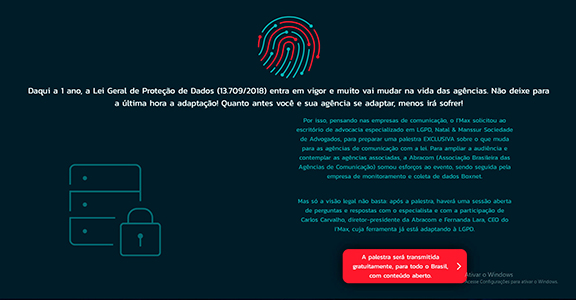 Daqui a 1 ano, a Lei Geral de Proteção de Dados (13.709/2018) entra em vigor e muito vai mudar na vida das agências. Não deixe para
a última hora a adaptação! Quanto antes você e sua agência se adaptar, menos irá sofrer!
Por isso, pensando nas empresas de comunicação, o I'Max solicitou ao
escritório de advocacia especializado em LGPD, Natal & Manssur Sociedade
de Advogados, para preparar uma palestra EXCLUSIVA sobre o que muda
para as agências de comunicação com a lei. Para ampliar a audiência e
contemplar as agências associadas, a Abracom (Associação Brasileira das
Agências de Comunicação) somou esforços ao evento, sendo seguida pela
empresa de monitoramento e coleta de dados Boxnet.
Mas só a visão legal não basta: após a palestra, haverá uma sessão aberta
de perguntas e respostas com o especialista e com a participação de
Carlos Carvalho, diretor-presidente da Abracom e Fernanda Lara, CEO do
I'Max, cuja ferramenta já está adaptando à LGPD.
A palestra será transmitida
gratuitamente, para todo o Brasil,
com conteúdo aberto.
Ativar o Windows
Acesse Configurações para ativar o Windows.